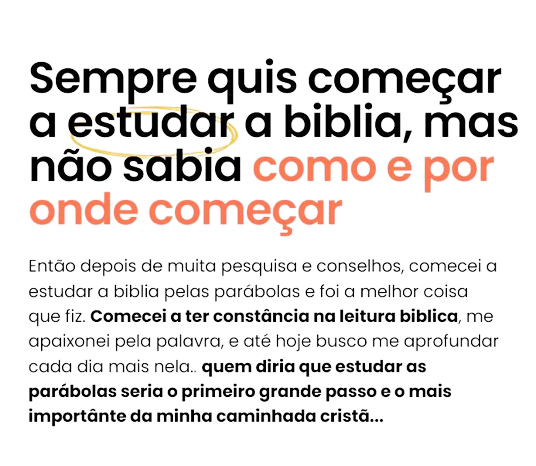 Sempre quis começar
a estudar a biblia, mas
não sabia como e por
onde começar
Então depois de muita pesquisa e conselhos, comecei a
estudar a biblia pelas parábolas e foi a melhor coisa
que fiz. Comecei a ter constância na leitura biblica, me
apaixonei pela palavra, e até hoje busco me aprofundar
cada dia mais nela.. quem diria que estudar as
parábolas seria o primeiro grande passo e o mais
importânte da minha caminhada cristã...